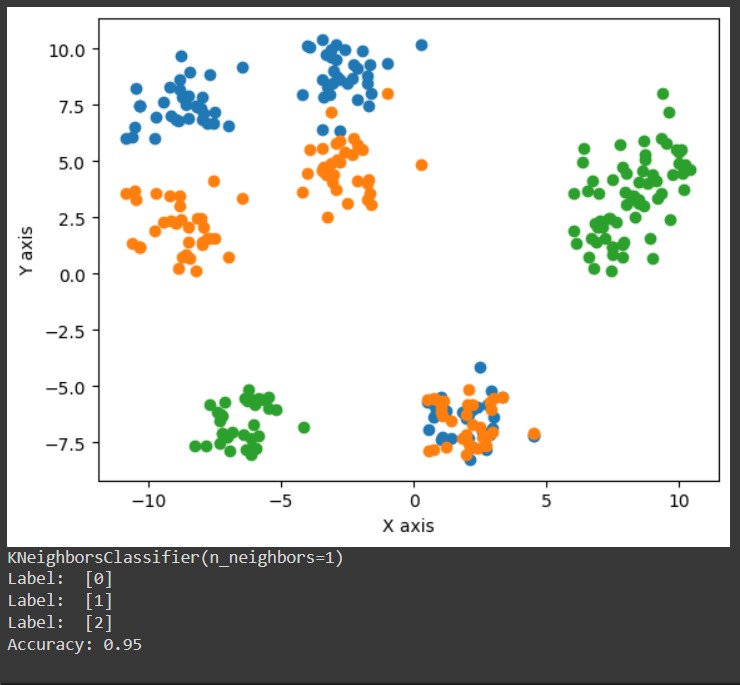 10.0
7.5
5.0
2.5
0.0
−2.5
−5.0
−7.5
Y axis
−10 −5 0 5 10
X axis
KNeighborsClassifier(n_neighbors=1)
Label:  [0]
Label:  [1]
Label:  [2]
Accuracy: 0.95